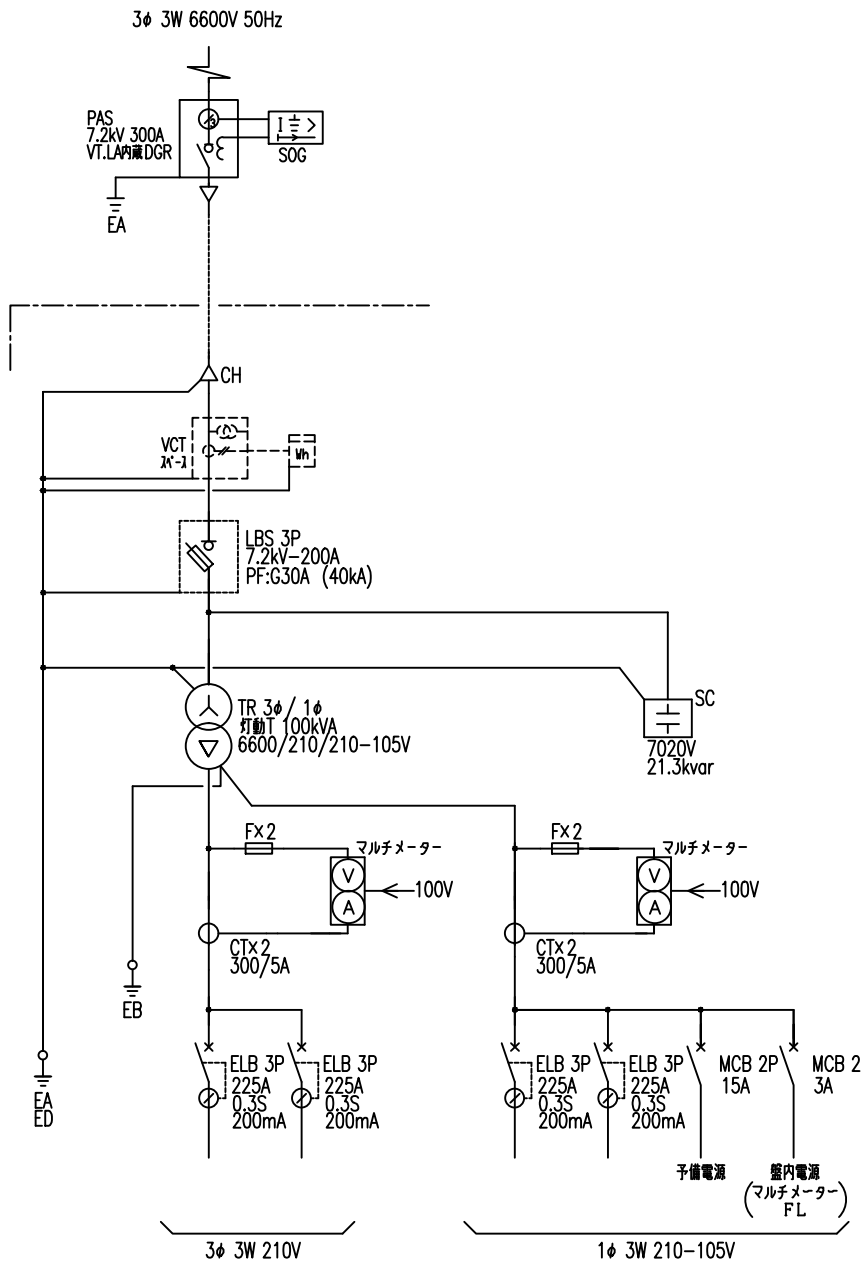 3φ 3W 6600V 50Hz
PAS
7.2kV 300A
VT.LA内蔵DGR
I ≑ >
SOG
EA
CH
VCT
ｽﾍﾟｰｽ
Wh
LBS 3P
7.2kV-200A
PF:G30A (40kA)
TR 3φ/1φ
灯動T 100kVA
6600/210/210-105V
SC
7020V
21.3kvar
F×2
マルチメーター
V
A
100V
CT×2
300/5A
F×2
マルチメーター
V
A
100V
CT×2
300/5A
EB
EA
ED
ELB 3P
225A
0.3S
200mA
ELB 3P
225A
0.3S
200mA
ELB 3P
225A
0.3S
200mA
ELB 3P
225A
0.3S
200mA
MCB 2P
15A
MCB 2
3A
予備電源
盤内電源
(マルチメーター)
FL
3φ 3W 210V
1φ 3W 210-105V